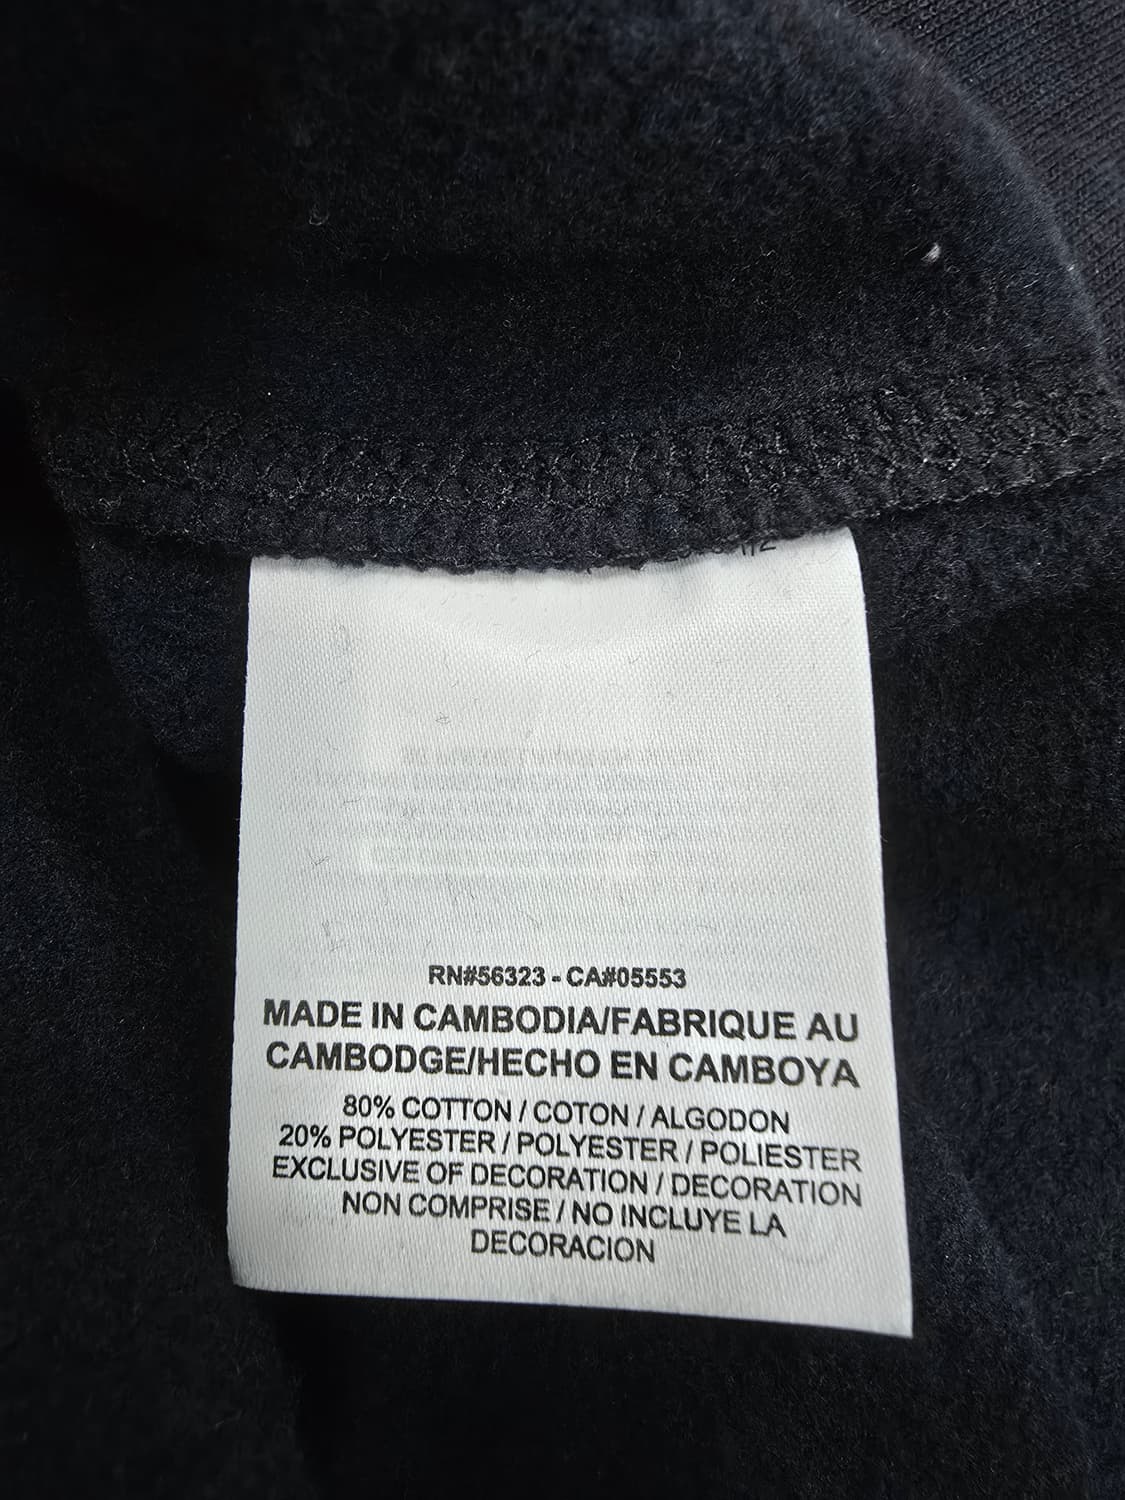 RN#56323 - CA#05553
MADE IN CAMBODIA/FABRIQUE AU
CAMBODGE/HECHO EN CAMBOYA
80% COTTON / COTON / ALGODON
20% POLYESTER / POLYESTER / POLIESTER
EXCLUSIVE OF DECORATION / DECORATION
NON COMPRISE / NO INCLUYE LA
DECORACION